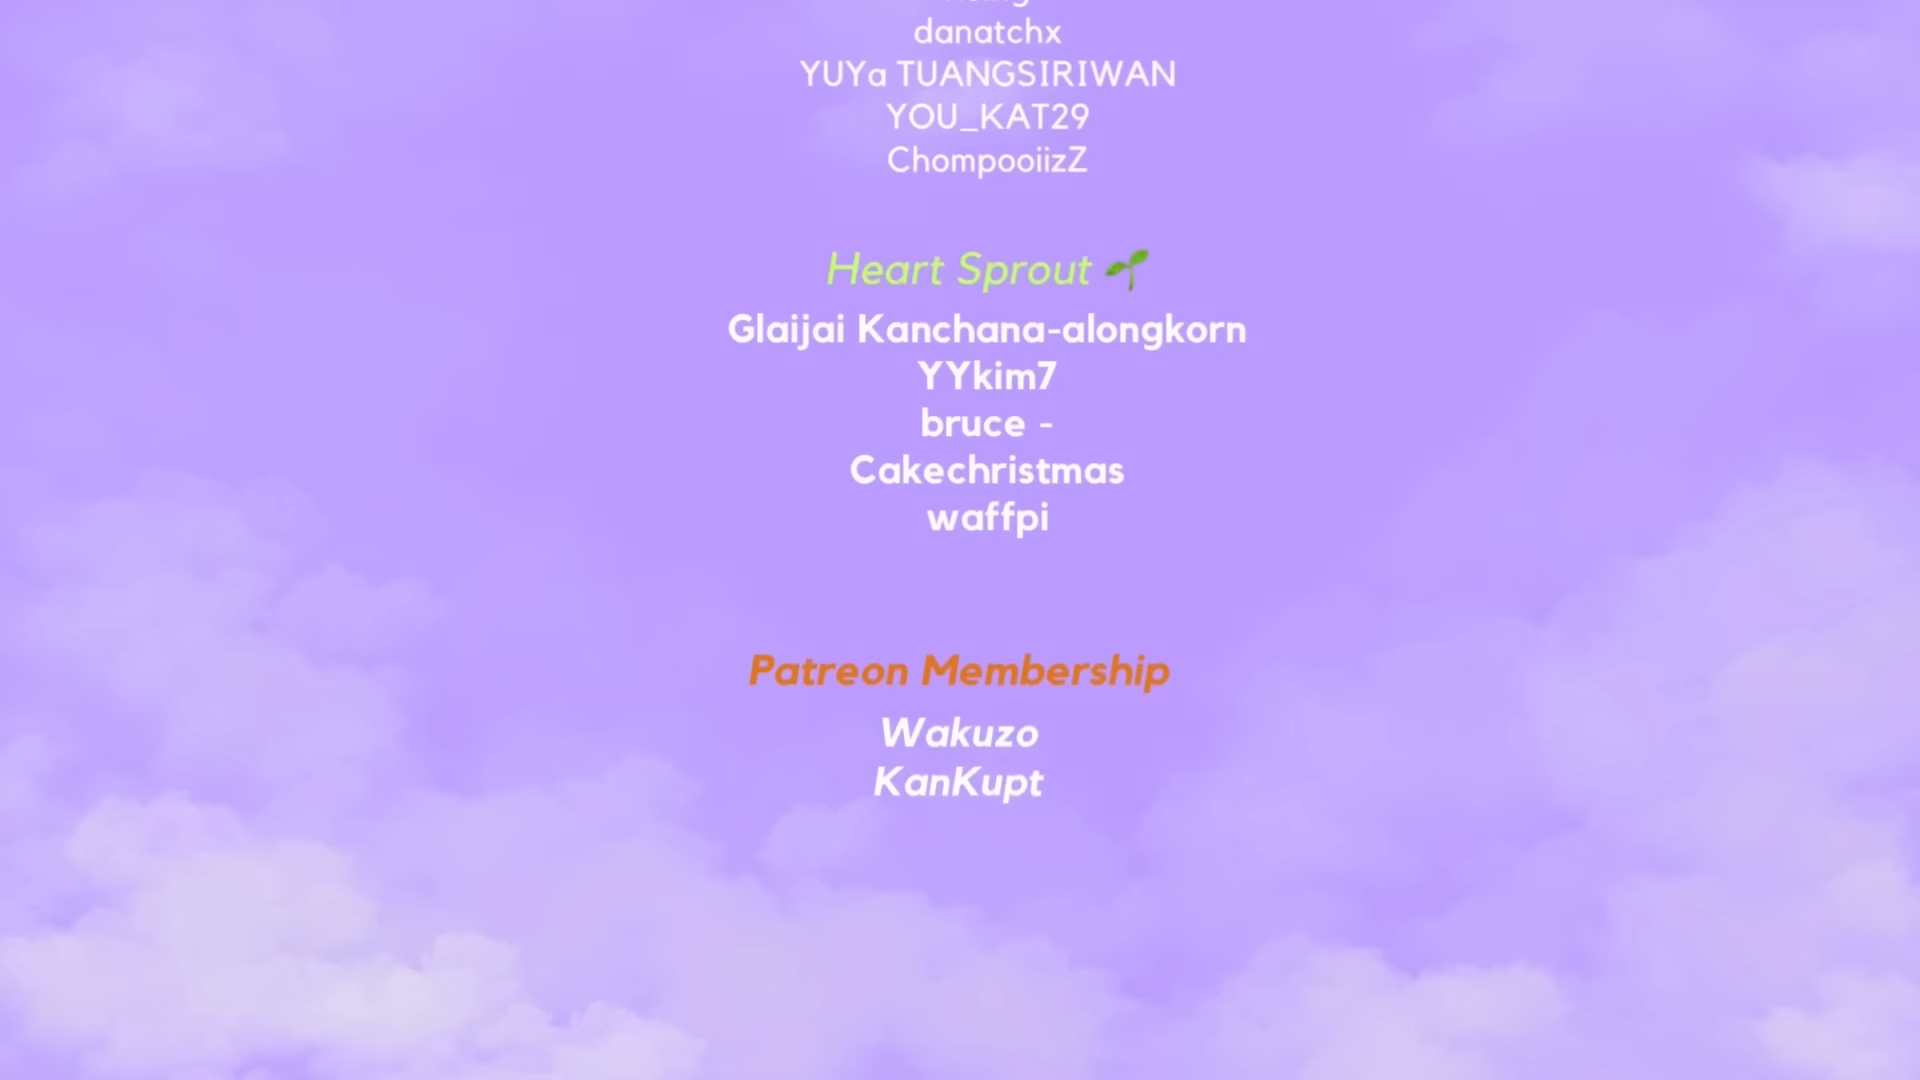 danatchx
YUYa TUANGSIRIWAN
YOU_KAT29
ChompooiizZ
Heart Sprout 🌱
Glaijai Kanchana-alongkorn
YYkim7
bruce -
Cakechristmas
waffpi
Patreon Membership
Wakuzo
KanKupt